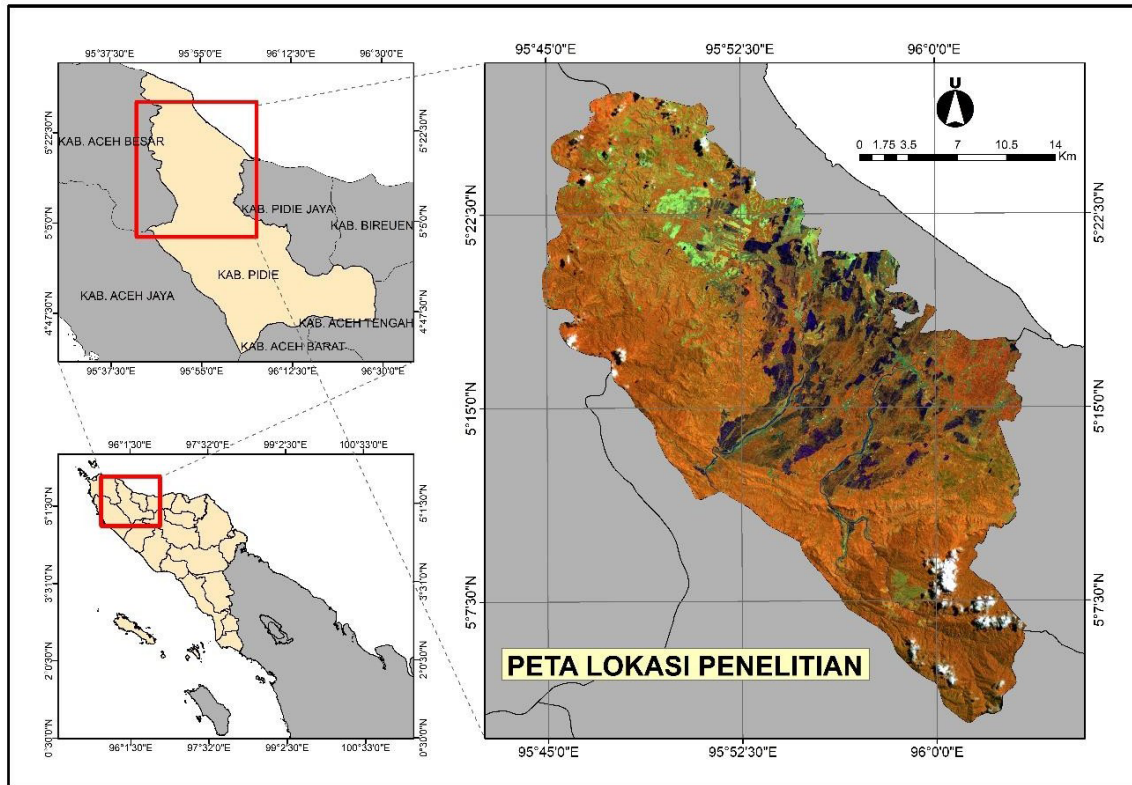 95°37'30"E 95°55'0"E 96°12'30"E 96°30'0"E
5°22'30"N
5°5'0"N
4°47'30"N
KAB. ACEH BESAR
KAB. PIDIE JAYA
KAB. BIREUEN
KAB. PIDIE
KAB. ACEH JAYA
KAB. ACEH TENGAH
KAB. ACEH BARAT
5°22'30"N
5°5'0"N
4°47'30"N
95°37'30"E 95°55'0"E 96°12'30"E 96°30'0"E
96°1'30"E 97°32'0"E 99°2'30"E 100°33'0"E
5°1'30"N
3°31'0"N
2°0'30"N
0°30'0"N
5°1'30"N
3°31'0"N
2°0'30"N
0°30'0"N
96°1'30"E 97°32'0"E 99°2'30"E 100°33'0"E
95°45'0"E 95°52'30"E 96°0'0"E
U
0 1.75 3.5 7 10.5 14
Km
5°22'30"N
5°15'0"N
5°7'30"N
5°22'30"N
5°15'0"N
5°7'30"N
PETA LOKASI PENELITIAN
95°45'0"E 95°52'30"E 96°0'0"E